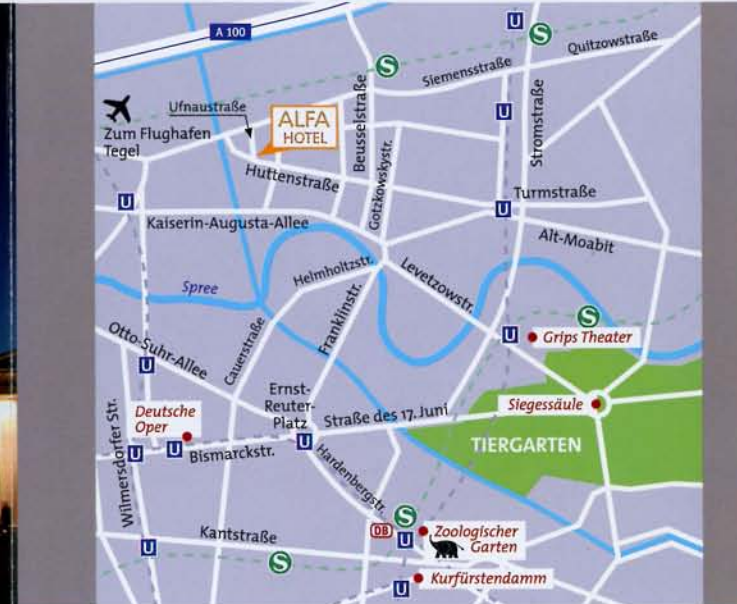 A 100
U
S
Quitzowstraße
Siemensstraße
S
Ufnaustraße
ALFA
HOTEL
Zum Flughafen
Tegel
Beusselstraße
U
Stromstraße
Gotzkowskystr.
Huttenstraße
U
Turmstraße
U
Kaiserin-Augusta-Allee
Alt-Moabit
Spree
Helmholtzstr.
Levetzowstr.
Franklinstr.
S
U
Grips Theater
Otto-Suhr-Allee
Cauerstraße
U
Ernst-
Reuter-
Platz
Deutsche
Oper
Siegessäule
Straße des 17. Juni
TIERGARTEN
Wilmersdorfer Str.
U
U
Bismarckstr.
U
Hardenbergstr.
Kantstraße
DB
S
U
Zoologischer
Garten
U
S
Kurfürstendamm
U